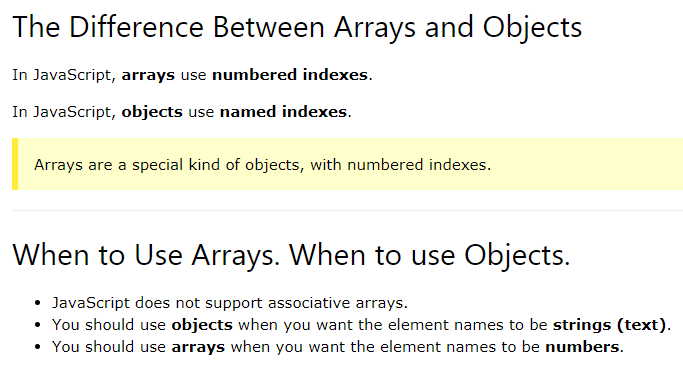 The Difference Between Arrays and Objects
In JavaScript, arrays use numbered indexes.
In JavaScript, objects use named indexes.
Arrays are a special kind of objects, with numbered indexes.
When to Use Arrays. When to use Objects.
• JavaScript does not support associative arrays.
• You should use objects when you want the element names to be strings (text).
• You should use arrays when you want the element names to be numbers.